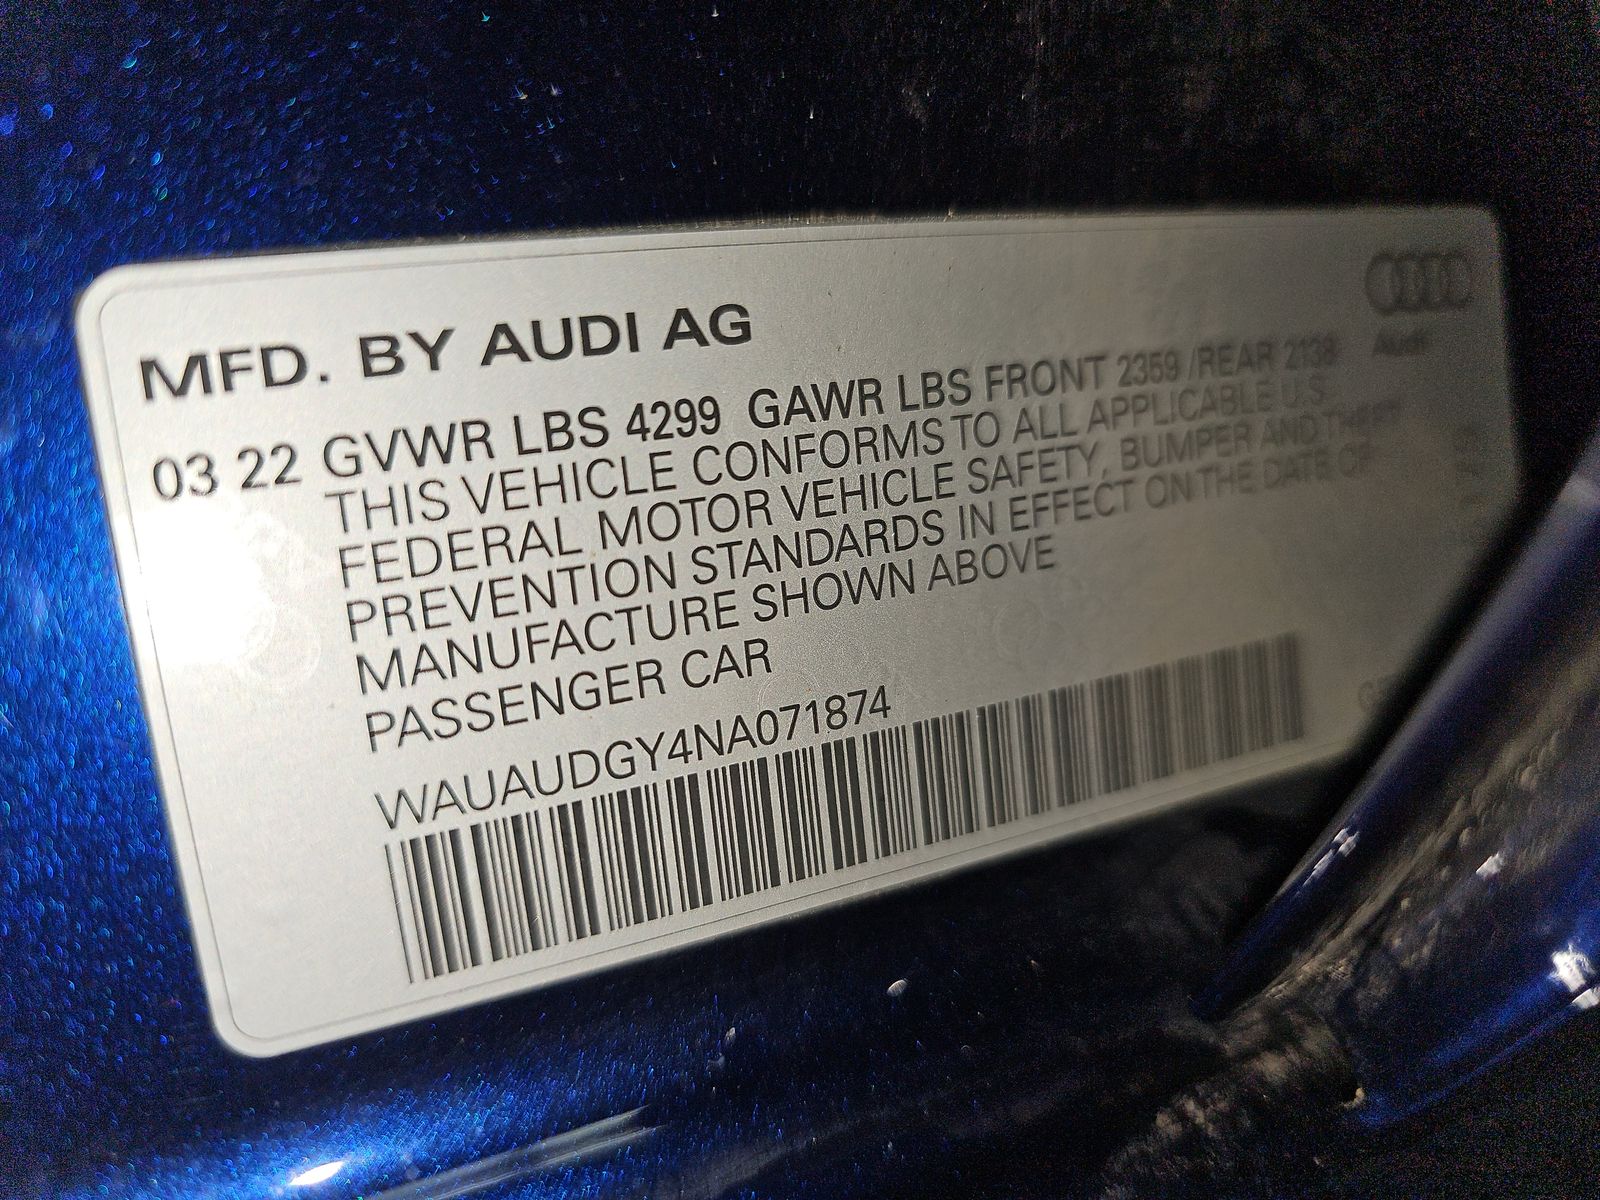 MFD. BY AUDI AG
Audi
03 22 GVWR LBS 4299 GAWR LBS FRONT 2359 /REAR 2138
THIS VEHICLE CONFORMS TO ALL APPLICABLE U.S.
FEDERAL MOTOR VEHICLE SAFETY, BUMPER AND THEFT
PREVENTION STANDARDS IN EFFECT ON THE DATE OF
MANUFACTURE SHOWN ABOVE
PASSENGER CAR
WAUAUDGY4NA071874